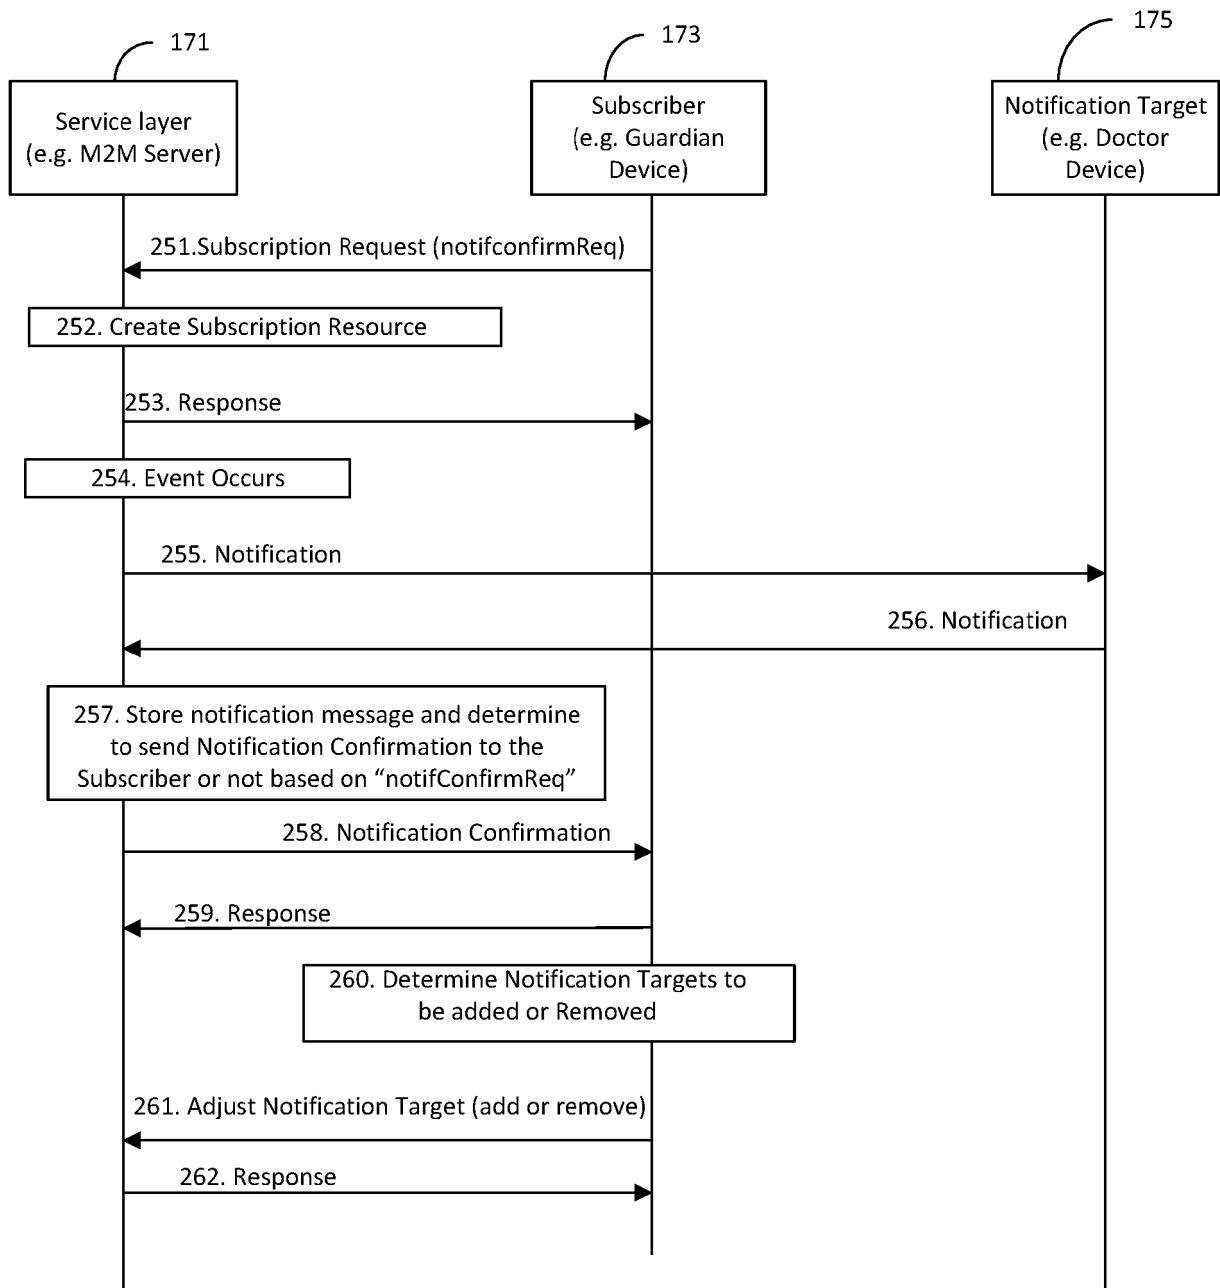 171
173
175
Service layer
(e.g. M2M Server)
Subscriber
(e.g. Guardian
Device)
Notification Target
(e.g. Doctor
Device)
251.Subscription Request (notifconfirmReq)
252. Create Subscription Resource
253. Response
254. Event Occurs
255. Notification
256. Notification
257. Store notification message and determine
to send Notification Confirmation to the
Subscriber or not based on “notifConfirmReq”
258. Notification Confirmation
259. Response
260. Determine Notification Targets to
be added or Removed
261. Adjust Notification Target (add or remove)
262. Response